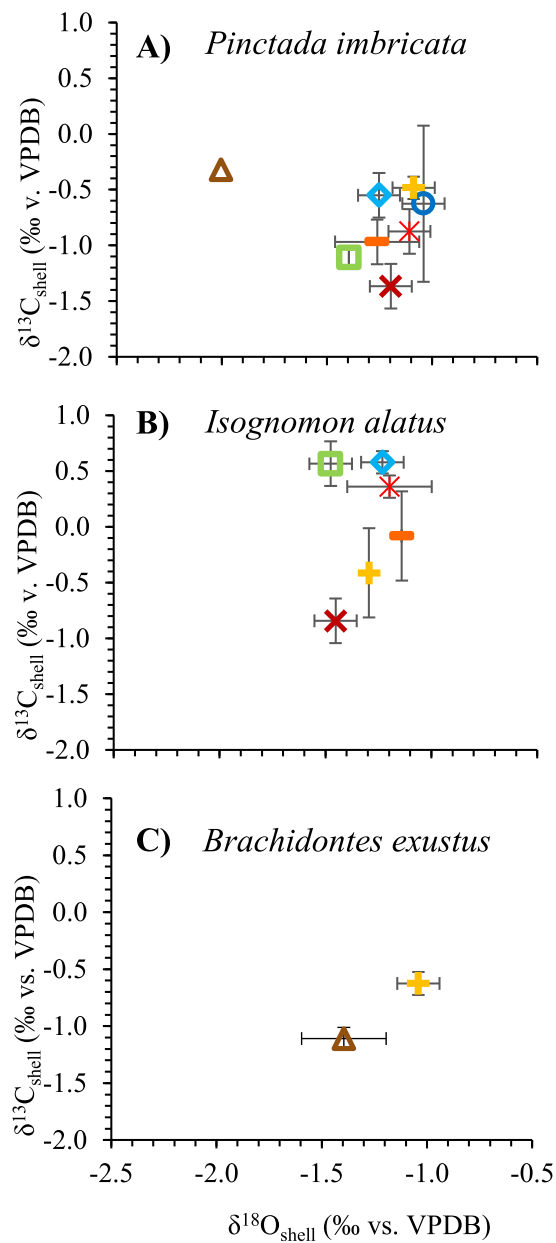 A) Pinctada imbricata
1.0
0.5
0.0
-0.5
-1.0
-1.5
-2.0
δ13Cshell (‰ v. VPDB)
B) Isognomon alatus
1.0
0.5
0.0
-0.5
-1.0
-1.5
-2.0
δ13Cshell (‰ v. VPDB)
C) Brachidontes exustus
1.0
0.5
0.0
-0.5
-1.0
-1.5
-2.0
δ13Cshell (‰ vs. VPDB)
-2.5 -2.0 -1.5 -1.0 -0.5
δ18Oshell (‰ vs. VPDB)